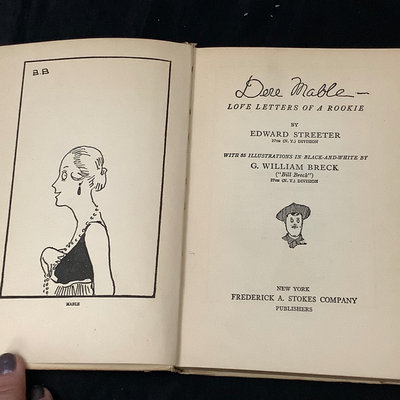 B.B
MABLE
Dere Mable—
LOVE LETTERS OF A ROOKIE
BY
EDWARD STREETER
27TH (N. Y.) DIVISION
WITH 35 ILLUSTRATIONS IN BLACK-AND-WHITE BY
G. WILLIAM BRECK
("Bill Breck")
27TH (N. Y.) DIVISION
NEW YORK
FREDERICK A. STOKES COMPANY
PUBLISHERS